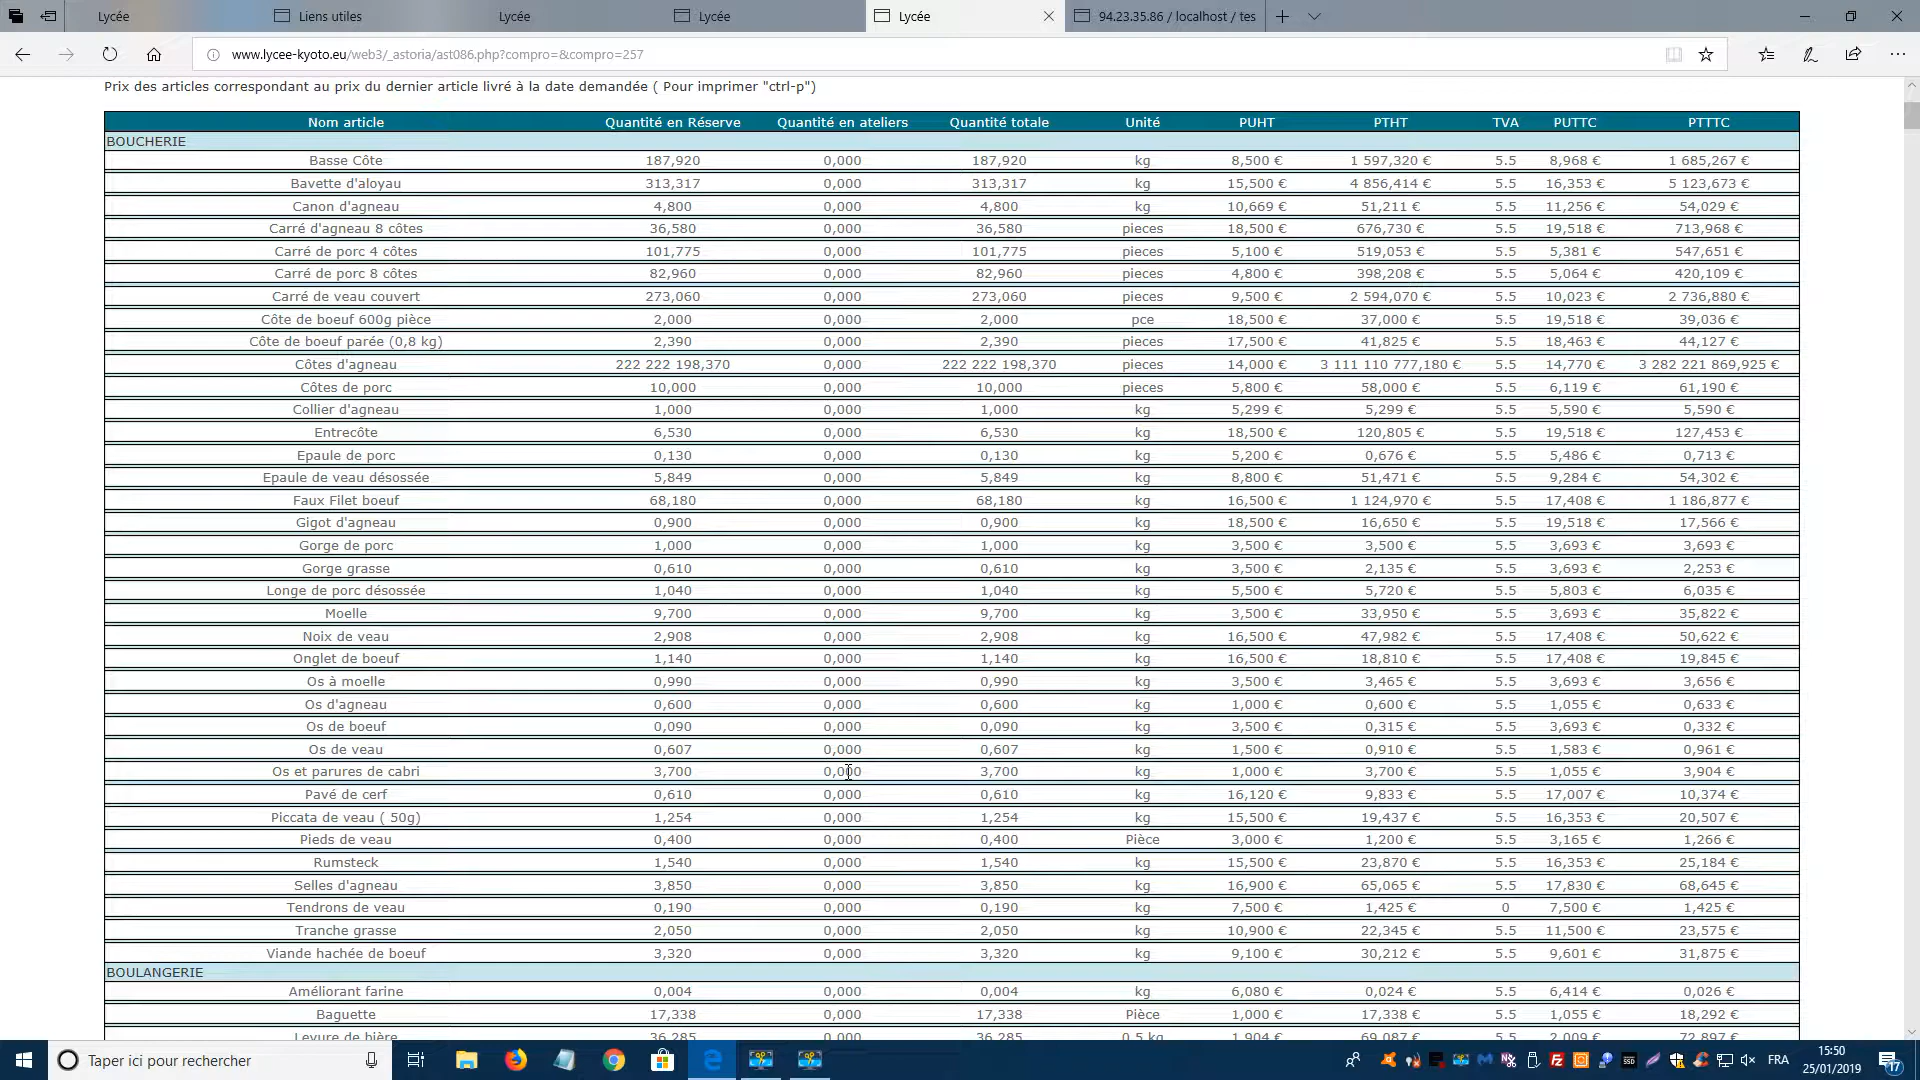 Lycée Liens utiles Lycée Lycée Lycée 94.23.35.86 / localhost / tes
www.lycee-kyoto.eu/web3/_astoria/ast086.php?compro=&compro=257
Prix des articles correspondant au prix du dernier article livré à la date demandée ( Pour imprimer "ctrl-p")
Nom article Quantité en Réserve Quantité en ateliers Quantité totale Unité PUHT PTHT TVA PUTTC PTTTC
BOUCHERIE
Basse Côte 187,920 0,000 187,920 kg 8,500 € 1 597,320 € 5.5 8,968 € 1 685,267 €
Bavette d'aloyau 313,317 0,000 313,317 kg 15,500 € 4 856,414 € 5.5 16,353 € 5 123,673 €
Canon d'agneau 4,800 0,000 4,800 kg 10,669 € 51,211 € 5.5 11,256 € 54,029 €
Carré d'agneau 8 côtes 36,580 0,000 36,580 pieces 18,500 € 676,730 € 5.5 19,518 € 713,968 €
Carré de porc 4 côtes 101,775 0,000 101,775 pieces 5,100 € 519,053 € 5.5 5,381 € 547,651 €
Carré de porc 8 côtes 82,960 0,000 82,960 pieces 4,800 € 398,208 € 5.5 5,064 € 420,109 €
Carré de veau couvert 273,060 0,000 273,060 pieces 9,500 € 2 594,070 € 5.5 10,023 € 2 736,880 €
Côte de boeuf 600g pièce 2,000 0,000 2,000 pce 18,500 € 37,000 € 5.5 19,518 € 39,036 €
Côte de boeuf parée (0,8 kg) 2,390 0,000 2,390 pieces 17,500 € 41,825 € 5.5 18,463 € 44,127 €
Côtes d'agneau 222 222 198,370 0,000 222 222 198,370 pieces 14,000 € 3 111 110 777,180 € 5.5 14,770 € 3 282 221 869,925 €
Côtes de porc 10,000 0,000 10,000 pieces 5,800 € 58,000 € 5.5 6,119 € 61,190 €
Collier d'agneau 1,000 0,000 1,000 kg 5,299 € 5,299 € 5.5 5,590 € 5,590 €
Entrecôte 6,530 0,000 6,530 kg 18,500 € 120,805 € 5.5 19,518 € 127,453 €
Epaule de porc 0,130 0,000 0,130 kg 5,200 € 0,676 € 5.5 5,486 € 0,713 €
Epaule de veau désossée 5,849 0,000 5,849 kg 8,800 € 51,471 € 5.5 9,284 € 54,302 €
Faux Filet boeuf 68,180 0,000 68,180 kg 16,500 € 1 124,970 € 5.5 17,408 € 1 186,877 €
Gigot d'agneau 0,900 0,000 0,900 kg 18,500 € 16,650 € 5.5 19,518 € 17,566 €
Gorge de porc 1,000 0,000 1,000 kg 3,500 € 3,500 € 5.5 3,693 € 3,693 €
Gorge grasse 0,610 0,000 0,610 kg 3,500 € 2,135 € 5.5 3,693 € 2,253 €
Longe de porc désossée 1,040 0,000 1,040 kg 5,500 € 5,720 € 5.5 5,803 € 6,035 €
Moelle 9,700 0,000 9,700 kg 3,500 € 33,950 € 5.5 3,693 € 35,822 €
Noix de veau 2,908 0,000 2,908 kg 16,500 € 47,982 € 5.5 17,408 € 50,622 €
Onglet de boeuf 1,140 0,000 1,140 kg 16,500 € 18,810 € 5.5 17,408 € 19,845 €
Os à moelle 0,990 0,000 0,990 kg 3,500 € 3,465 € 5.5 3,693 € 3,656 €
Os d'agneau 0,600 0,000 0,600 kg 1,000 € 0,600 € 5.5 1,055 € 0,633 €
Os de boeuf 0,090 0,000 0,090 kg 3,500 € 0,315 € 5.5 3,693 € 0,332 €
Os de veau 0,607 0,000 0,607 kg 1,500 € 0,910 € 5.5 1,583 € 0,961 €
Os et parures de cabri 3,700 0,000 3,700 kg 1,000 € 3,700 € 5.5 1,055 € 3,904 €
Pavé de cerf 0,610 0,000 0,610 kg 16,120 € 9,833 € 5.5 17,007 € 10,374 €
Piccata de veau ( 50g) 1,254 0,000 1,254 kg 15,500 € 19,437 € 5.5 16,353 € 20,507 €
Pieds de veau 0,400 0,000 0,400 Pièce 3,000 € 1,200 € 5.5 3,165 € 1,266 €
Rumsteck 1,540 0,000 1,540 kg 15,500 € 23,870 € 5.5 16,353 € 25,184 €
Selles d'agneau 3,850 0,000 3,850 kg 16,900 € 65,065 € 5.5 17,830 € 68,645 €
Tendrons de veau 0,190 0,000 0,190 kg 7,500 € 1,425 € 0 7,500 € 1,425 €
Tranche grasse 2,050 0,000 2,050 kg 10,900 € 22,345 € 5.5 11,500 € 23,575 €
Viande hachée de boeuf 3,320 0,000 3,320 kg 9,100 € 30,212 € 5.5 9,601 € 31,875 €
BOULANGERIE
Améliorant farine 0,004 0,000 0,004 kg 6,080 € 0,024 € 5.5 6,414 € 0,026 €
Baguette 17,338 0,000 17,338 Pièce 1,000 € 17,338 € 5.5 1,055 € 18,292 €
Levure de bière 36,285 0,000 36,285 0,5 kg 1,904 € 69,087 € 5.5 2,009 € 72,897 €
Taper ici pour rechercher FRA 15:50
25/01/2019 17